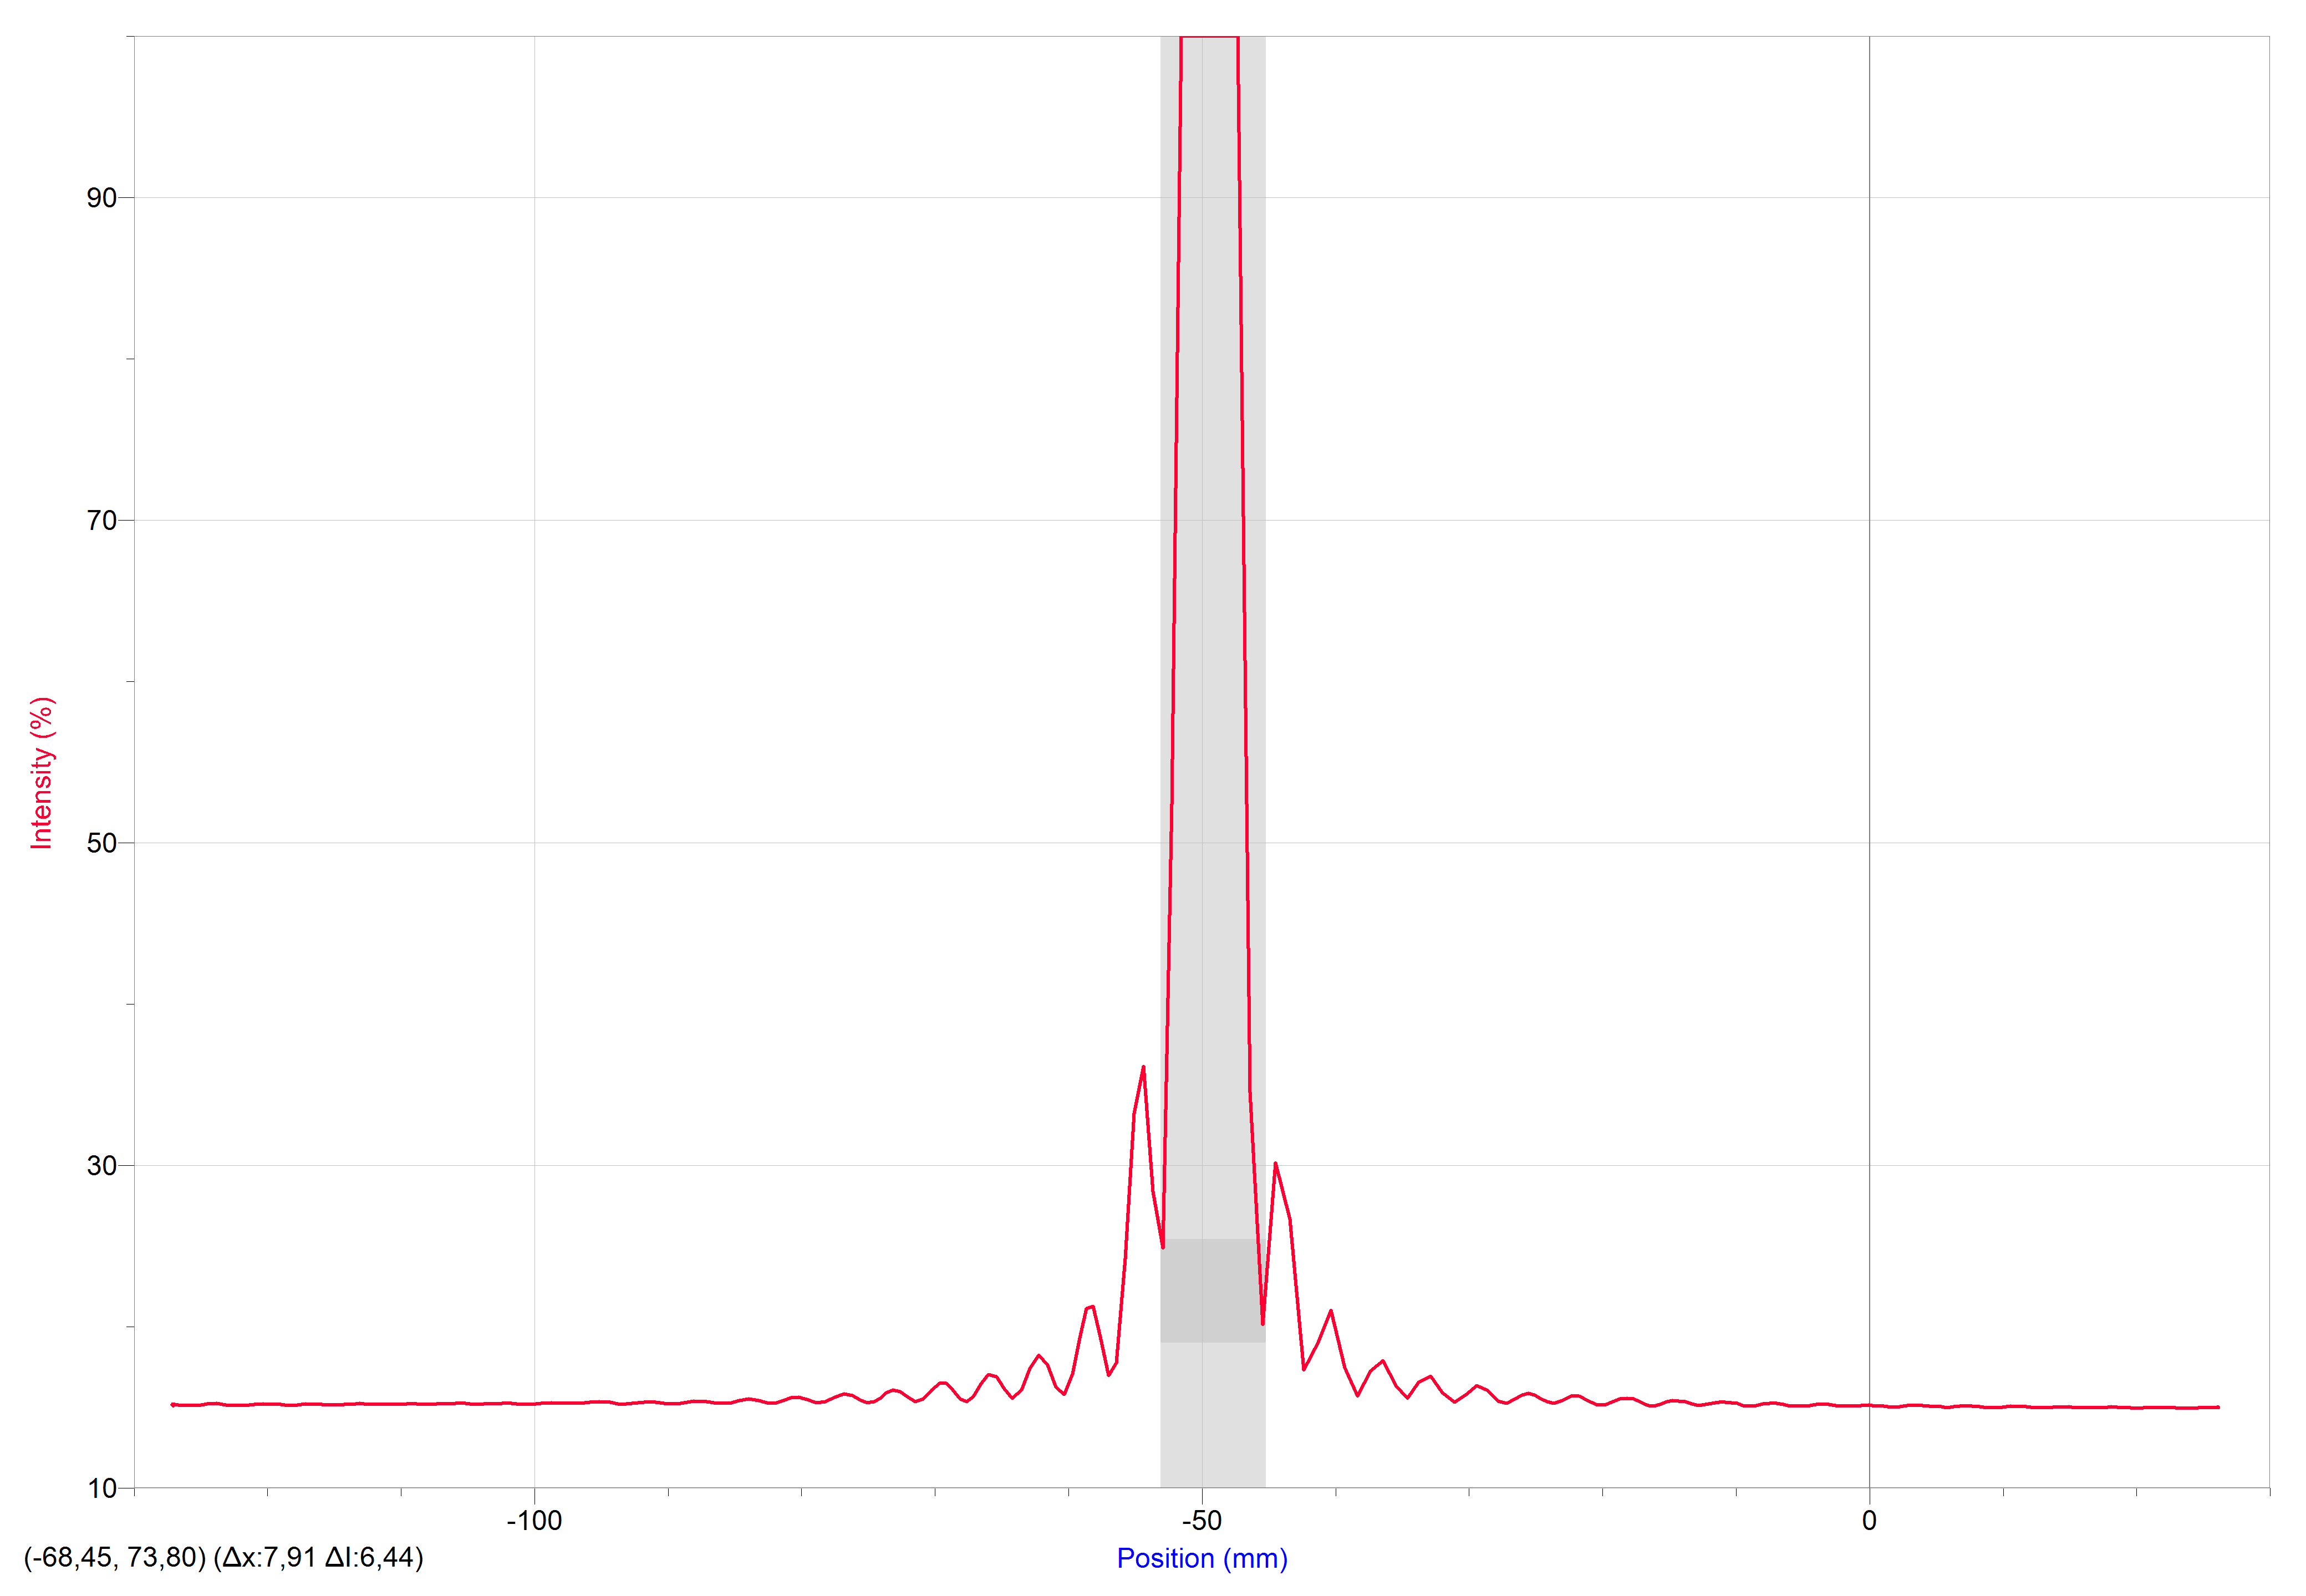 90
70
50
30
10
Intensity (%)
-100 -50 0
Position (mm)
(-68,45, 73,80) (Δx:7,91 ΔI:6,44)